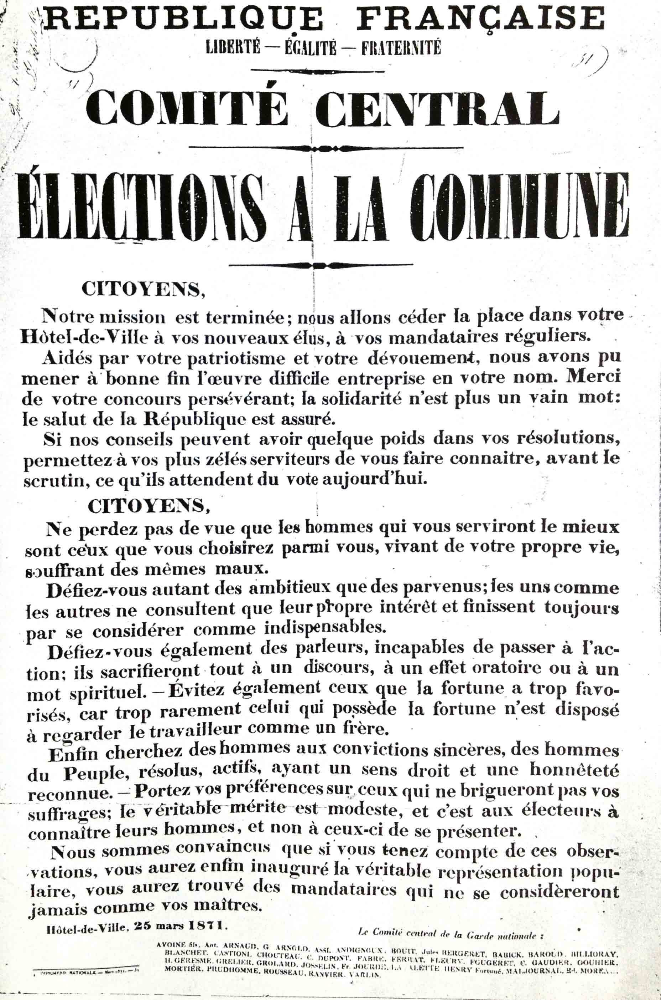 REPUBLIQUE FRANÇAISE
LIBERTÉ — ÉGALITÉ — FRATERNITÉ
31)
31)
COMITÉ CENTRAL
ÉLECTIONS A LA COMMUNE
CITOYENS,
Notre mission est terminée; nous allons céder la place dans votre
Hôtel-de-Ville à vos nouveaux élus, à vos mandataires réguliers.
Aidés par votre patriotisme et votre dévouement, nous avons pu
mener à bonne fin l'œuvre difficile entreprise en votre nom. Merci
de votre concours persévérant; la solidarité n'est plus un vain mot:
le salut de la République est assuré.
Si nos conseils peuvent avoir quelque poids dans vos résolutions,
permettez à vos plus zélés serviteurs de vous faire connaitre, avant le
scrutin, ce qu'ils attendent du vote aujourd'hui.
CITOYENS,
Ne perdez pas de vue que les hommes qui vous serviront le mieux
sont ceux que vous choisirez parmi vous, vivant de votre propre vie,
souffrant des mêmes maux.
Défiez-vous autant des ambitieux que des parvenus; les uns comme
les autres ne consultent que leur propre intérêt et finissent toujours
par se considérer comme indispensables.
Défiez-vous également des parleurs, incapables de passer à l'ac-
tion; ils sacrifieront tout à un discours, à un effet oratoire ou à un
mot spirituel. — Évitez également ceux que la fortune a trop favo-
risés, car trop rarement celui qui possède la fortune n'est disposé
à regarder le travailleur comme un frère.
Enfin cherchez des hommes aux convictions sincères, des hommes
du Peuple, résolus, actifs, ayant un sens droit et une honnêteté
reconnue. — Portez vos préférences sur ceux qui ne brigueront pas vos
suffrages; le véritable mérite est modeste, et c'est aux électeurs à
connaître leurs hommes, et non à ceux-ci de se présenter.
Nous sommes convaincus que si vous tenez compte de ces obser-
vations, vous aurez enfin inauguré la véritable représentation popu-
laire, vous aurez trouvé des mandataires qui ne se considèreront
jamais comme vos maîtres.
Hôtel-de-Ville, 25 mars 1871.
Le Comité central de la Garde nationale :
AVOINE fils, Ant. ARNAUD, G. ARNOLD, ASSI, ANDIGNOUX, BOUIT, Jules BERGERET, BABICK, BAROUD, BILLIORAY,
BLANCHET, CASTIONI, CHOUTEAU, C. DUPONT, FABRE, FERRAT, FLEURY, FOUGERET, C. GAUDIER, GOUHIER,
H. GERESME, GRELIER, GROLARD, JOSSELIN, Fr. JOURDE, HENRY Fortuné, MALJOURNAL, Ed.
MORTIER, PRUDHOMME, ROUSSEAU, RANVIER, VARLIN.
IMPRIMERIE NATIONALE. — Mars 1871. — 31